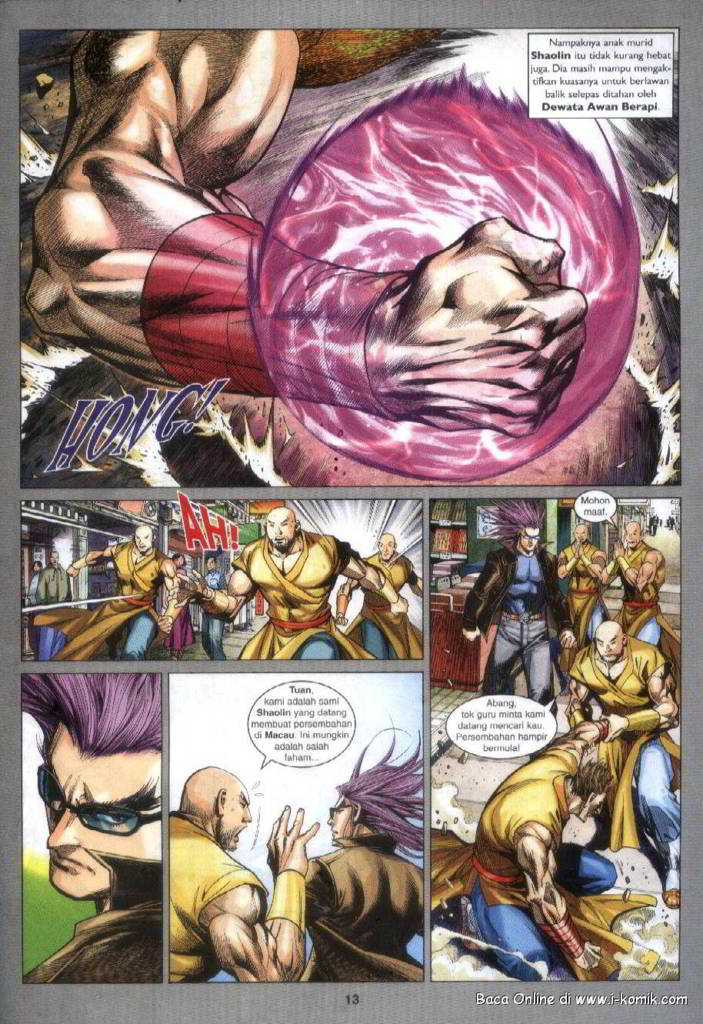 Nampaknya anak murid
Shaolin itu tidak kurang hebat
juga. Dia masih mampu mengak-
tifkan kuasanya untuk berlawan
balik selepas ditahan oleh
Dewata Awan Berapi.
HONG!
AH!!
Mohon
maaf.
Abang,
tok guru minta kami
datang mencari kau.
Persembahan hampir
bermula!
Tuan,
kami adalah sami
Shaolin yang datang
membuat persembahan
di Macau. Ini mungkin
adalah salah
faham...
13
Baca Online di www.i-komik.com